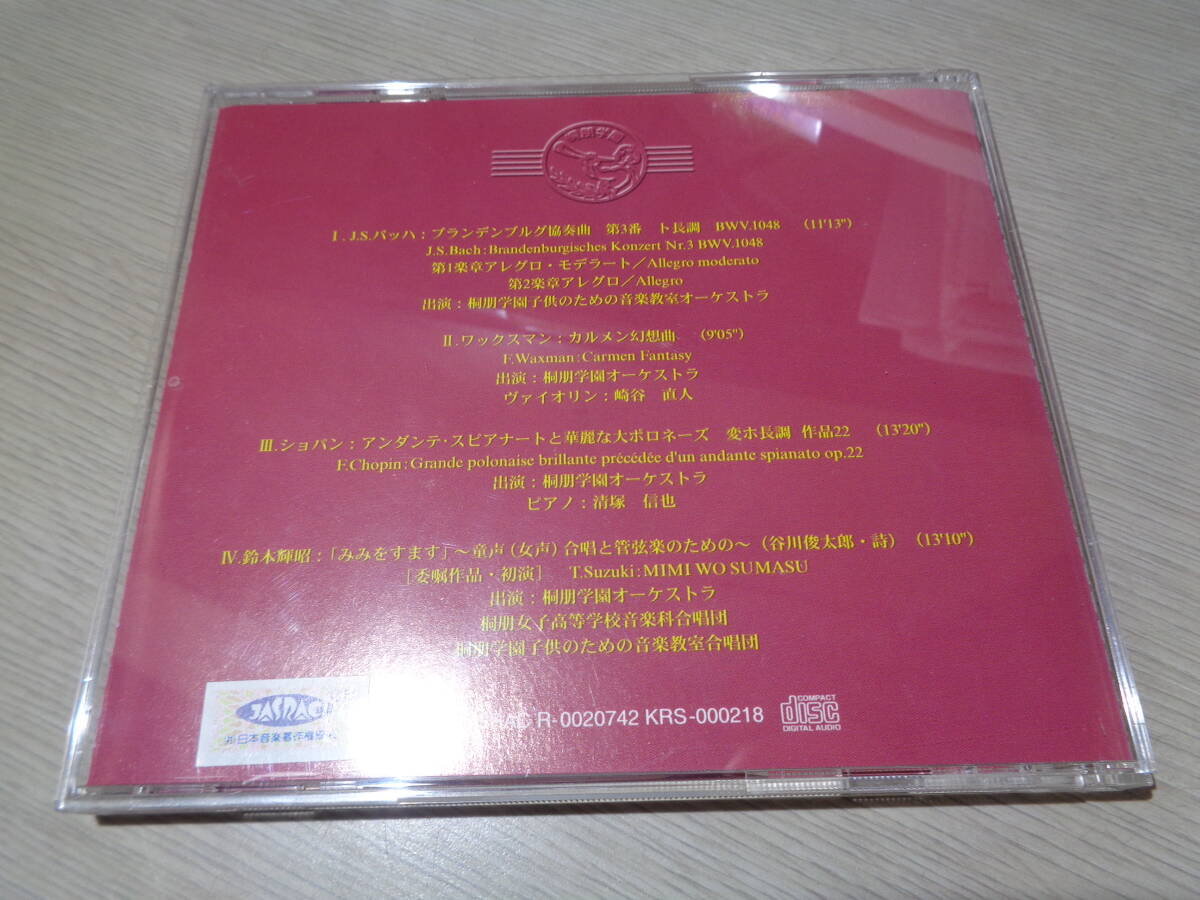 桐朋学園
I. J.S.バッハ：ブランデンブルグ協奏曲　第3番　ト長調　BWV.1048　（11'13"）
J.S.Bach:Brandenburgisches Konzert Nr.3 BWV.1048
第1楽章アレグロ・モデラート／Allegro moderato
第2楽章アレグロ／Allegro
出演：桐朋学園子供のための音楽教室オーケストラ
Ⅱ.ワックスマン：カルメン幻想曲　（9'05"）
F.Waxman:Carmen Fantasy
出演：桐朋学園オーケストラ
ヴァイオリン：崎谷　直人
Ⅲ.ショパン：アンダンテ・スピアナートと華麗な大ポロネーズ　変ホ長調　作品22　（13'20"）
F.Chopin:Grande polonaise brillante précédée d'un andante spianato op.22
出演：桐朋学園オーケストラ
ピアノ：清塚　信也
Ⅳ.鈴木輝昭：「みみをすます」～童声（女声）合唱と管弦楽のための～（谷川俊太郎・詩）（13'10"）
［委嘱作品・初演］　T.Suzuki:MIMI WO SUMASU
出演：桐朋学園オーケストラ
桐朋女子高等学校音楽科合唱団
桐朋学園子供のための音楽教室合唱団
JASRAC
日本音楽著作権
R-0020742 KRS-000218
COMPACT
disc
DIGITAL AUDIO